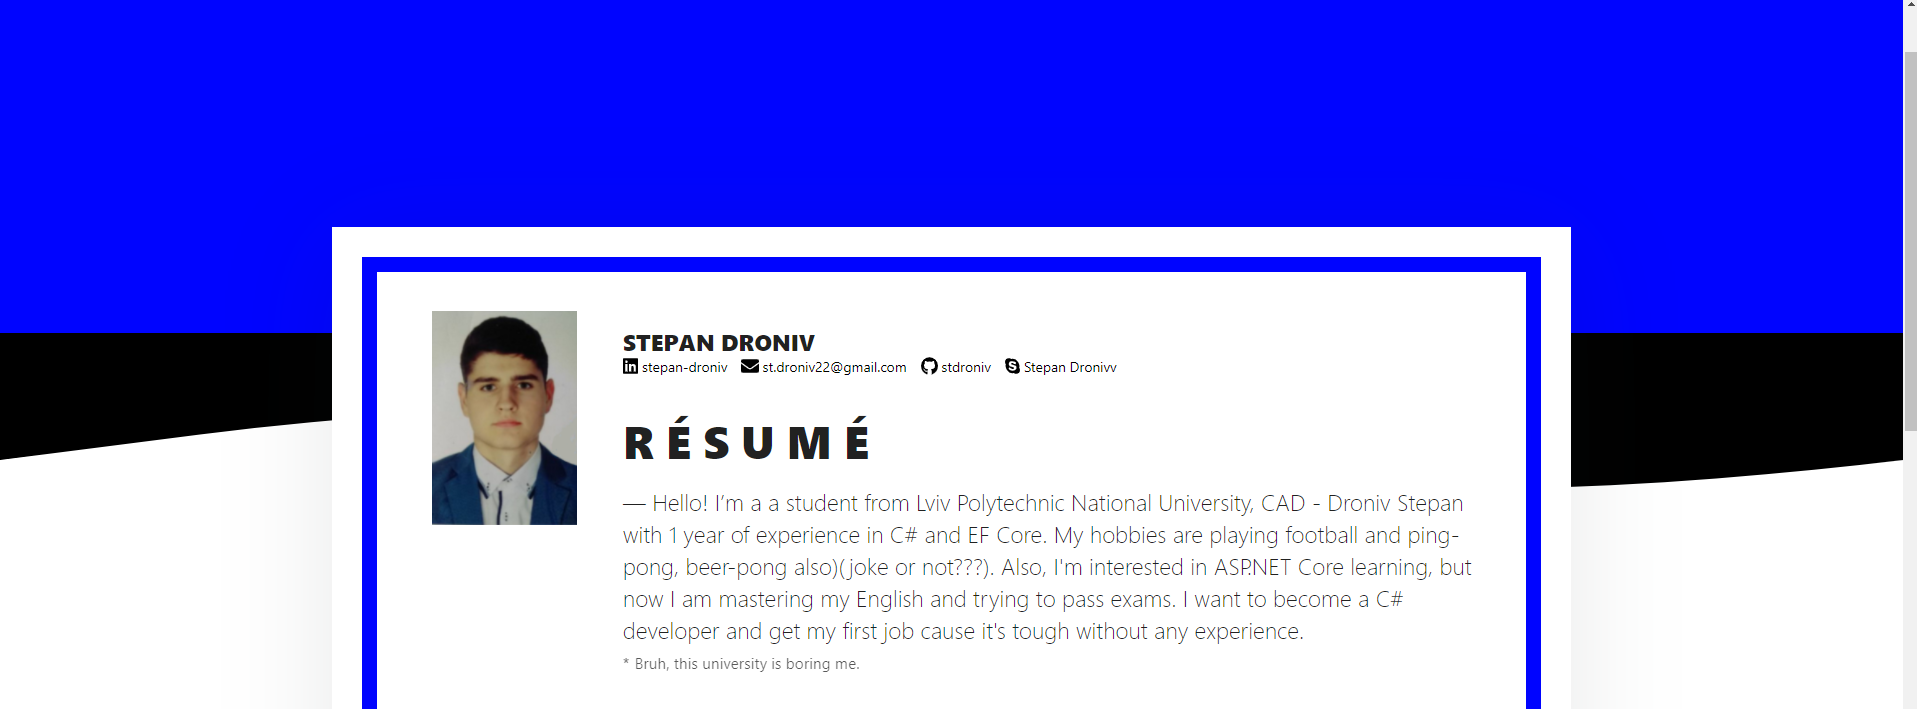 STEPAN DRONIV
stepan-droniv st.droniv22@gmail.com stdroniv Stepan Dronivv
RÉSUMÉ
— Hello! I’m a a student from Lviv Polytechnic National University, CAD - Droniv Stepan
with 1 year of experience in C# and EF Core. My hobbies are playing football and ping-
pong, beer-pong also)(joke or not???). Also, I'm interested in ASP.NET Core learning, but
now I am mastering my English and trying to pass exams. I want to become a C#
developer and get my first job cause it's tough without any experience.
* Bruh, this university is boring me.